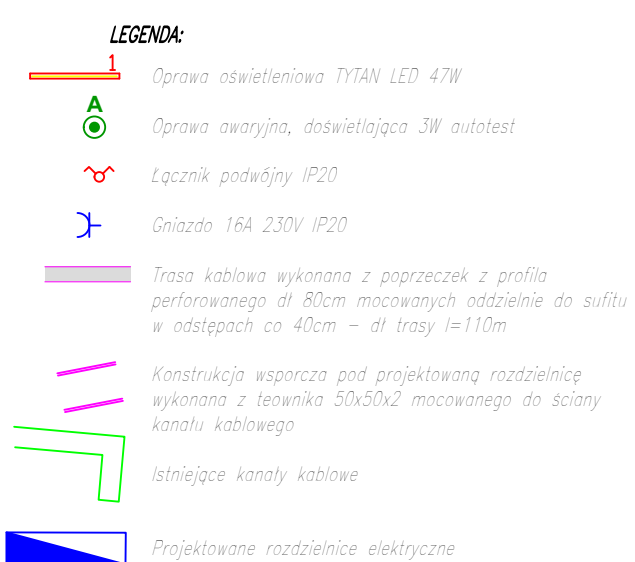 LEGENDA:
1
Oprawa oświetleniowa TYTAN LED 47W
A
Oprawa awaryjna, doświetlająca 3W autotest
Łącznik podwójny IP20
Gniazdo 16A 230V IP20
Trasa kablowa wykonana z poprzeczek z profila
perforowanego dł 80cm mocowanych oddzielnie do sufitu
w odstępach co 40cm - dł trasy l=110m
Konstrukcja wsporcza pod projektowaną rozdzielnicę
wykonana z teownika 50x50x2 mocowanego do ściany
kanału kablowego
Istniejące kanały kablowe
Projektowane rozdzielnice elektryczne